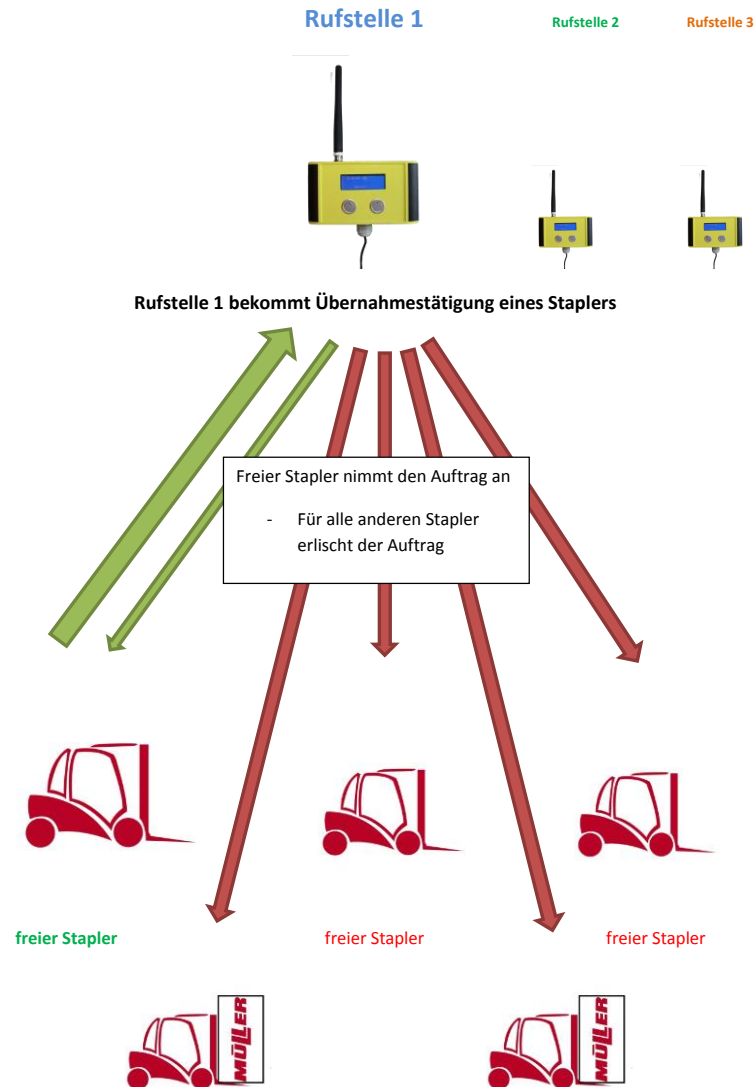 Rufstelle 1
Rufstelle 2
Rufstelle 3
Rufstelle 1 bekommt Übernahmestätigung eines Staplers
Freier Stapler nimmt den Auftrag an
- Für alle anderen Stapler
erlischt der Auftrag
freier Stapler
freier Stapler
freier Stapler
MÜLLER
MÜLLER